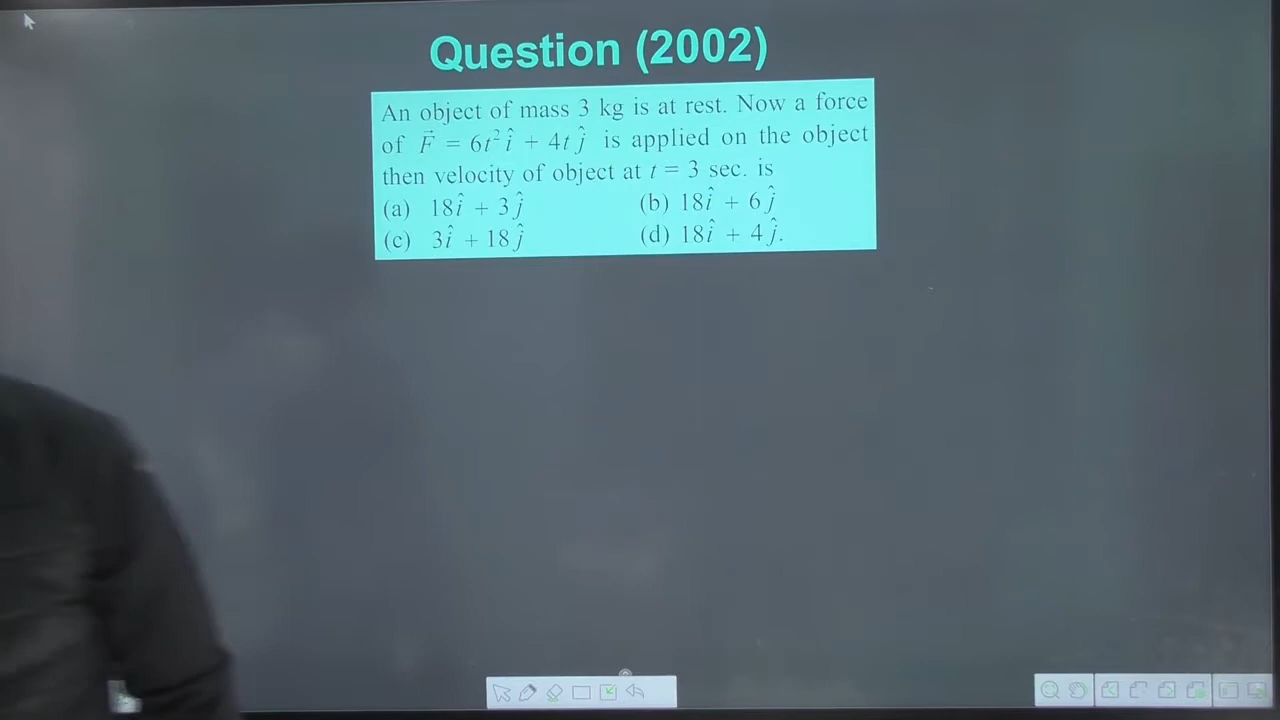 Question (2002)
An object of mass 3 kg is at rest. Now a force
of F⃗ = 6t² î + 4t ĵ is applied on the object
then velocity of object at t = 3 sec. is
(a) 18î + 3ĵ (b) 18î + 6ĵ
(c) 3î + 18ĵ (d) 18î + 4ĵ.